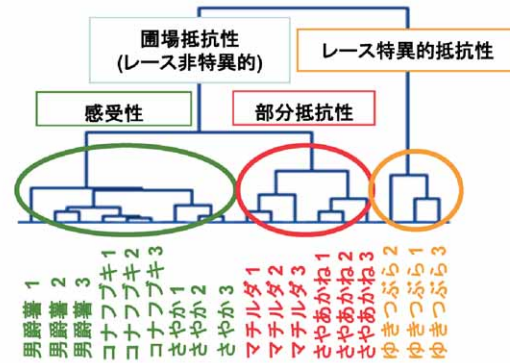 圃場抵抗性
(レース非特異的)
レース特異的抵抗性
感受性
部分抵抗性
男爵薯 1
男爵薯 2
男爵薯 3
コナフブキ 1
コナフブキ 2
コナフブキ 3
さやか 1
さやか 2
さやか 3
マチルダ 1
マチルダ 2
マチルダ 3
さやあかね 1
さやあかね 2
さやあかね 3
ゆきつぶら 2
ゆきつぶら 1
ゆきつぶら 3